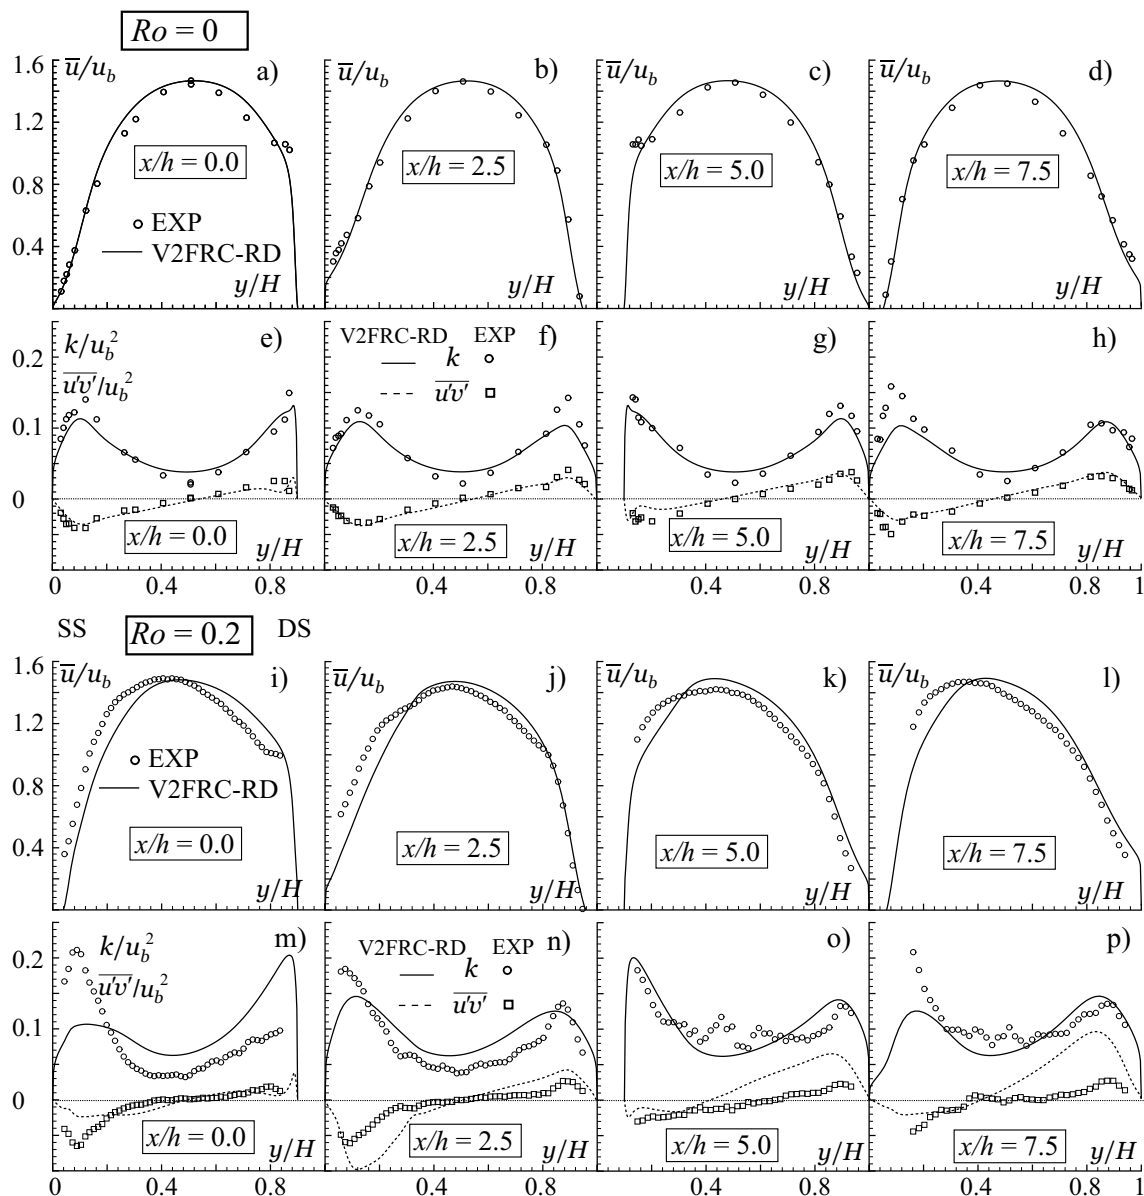 Ro = 0
1.6 u̅/u_b a) b) c) d)
1.2
x/h = 0.0 x/h = 2.5 x/h = 5.0 x/h = 7.5
0.8
EXP
0.4 V2FRC-RD
y/H y/H y/H y/H
k/u_b² e) V2FRC-RD EXP f) g) h)
0.2 k
u'v'/u_b² u'v'
0.1
0
x/h = 0.0 y/H x/h = 2.5 y/H x/h = 5.0 y/H x/h = 7.5 y/H
0 0.4 0.8 0.4 0.8 0.4 0.8 0.4 0.8 1
SS Ro = 0.2 DS
1.6 u̅/u_b i) u̅/u_b j) u̅/u_b k) u̅/u_b l)
1.2
EXP
0.8 V2FRC-RD
x/h = 0.0 x/h = 2.5 x/h = 5.0 x/h = 7.5
0.4
y/H y/H y/H y/H
k/u_b² m) V2FRC-RD EXP n) o) p)
0.2 k
u'v'/u_b² u'v'
0.1
0
x/h = 0.0 y/H x/h = 2.5 y/H x/h = 5.0 y/H x/h = 7.5 y/H
0 0.4 0.8 0.4 0.8 0.4 0.8 0.4 0.8 1